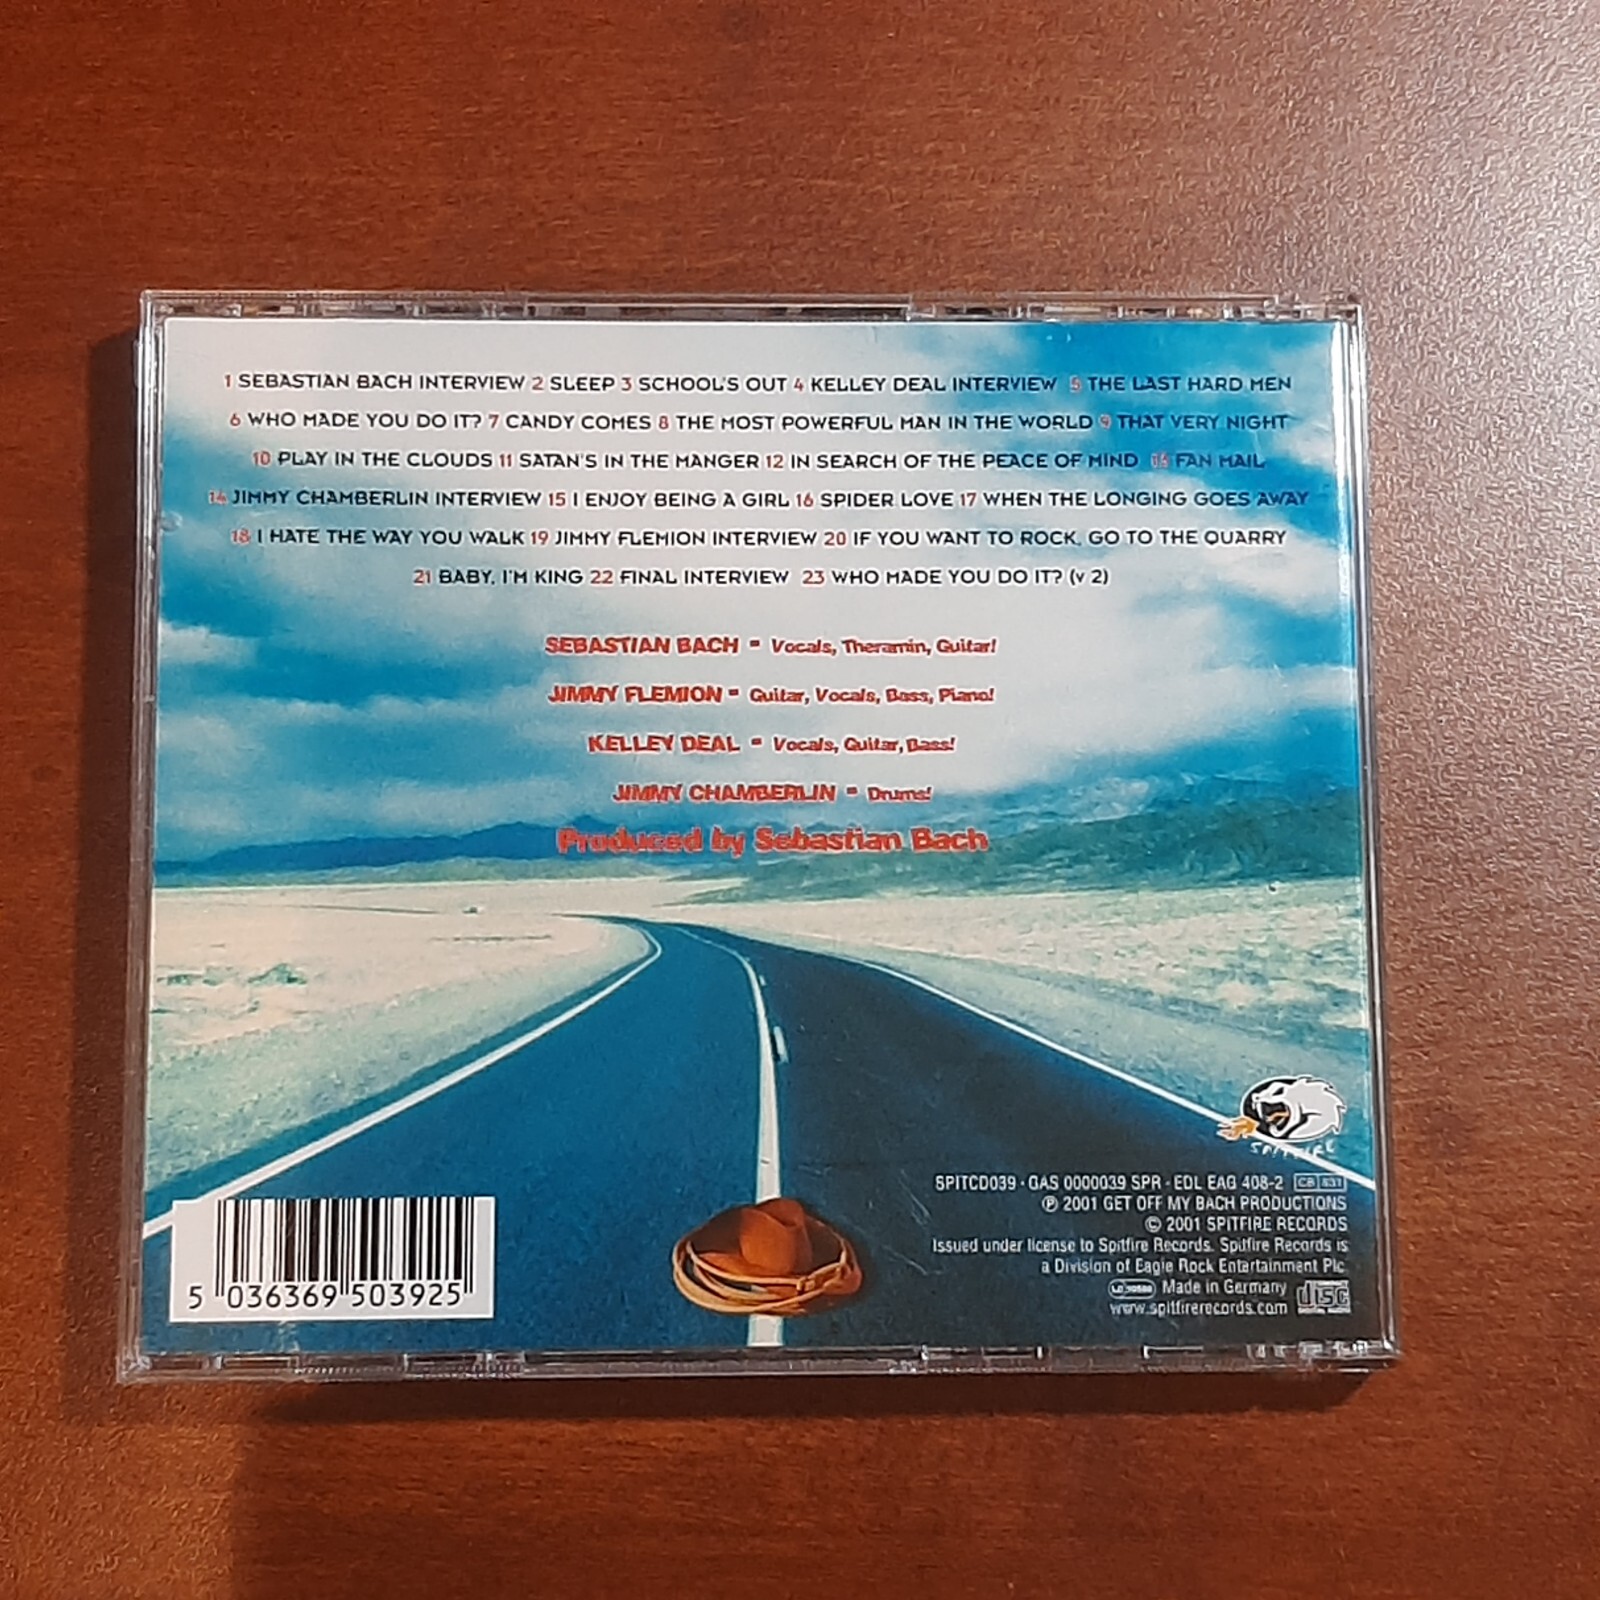 1 SEBASTIAN BACH INTERVIEW 2 SLEEP 3 SCHOOL'S OUT 4 KELLEY DEAL INTERVIEW 5 THE LAST HARD MEN
6 WHO MADE YOU DO IT? 7 CANDY COMES 8 THE MOST POWERFUL MAN IN THE WORLD 9 THAT VERY NIGHT
10 PLAY IN THE CLOUDS 11 SATAN'S IN THE MANGER 12 IN SEARCH OF THE PEACE OF MIND 13 FAN MAIL
14 JIMMY CHAMBERLIN INTERVIEW 15 I ENJOY BEING A GIRL 16 SPIDER LOVE 17 WHEN THE LONGING GOES AWAY
18 I HATE THE WAY YOU WALK 19 JIMMY FLEMION INTERVIEW 20 IF YOU WANT TO ROCK, GO TO THE QUARRY
21 BABY, I'M KING 22 FINAL INTERVIEW 23 WHO MADE YOU DO IT? (v 2)
SEBASTIAN BACH - Vocals, Theramin, Guitar!
JIMMY FLEMION - Guitar, Vocals, Bass, Piano!
KELLEY DEAL - Vocals, Guitar, Bass!
JIMMY CHAMBERLIN - Drums!
Produced by Sebastian Bach
SPITFIRE
SPITCD039 · GAS 0000039 SPR · EDL EAG 408-2 CB 631
℗ 2001 GET OFF MY BACH PRODUCTIONS
© 2001 SPITFIRE RECORDS
Issued under license to Spitfire Records. Spitfire Records is
a Division of Eagle Rock Entertainment Plc
Made in Germany
www.spitfirerecords.com
disc
5 036369 503925